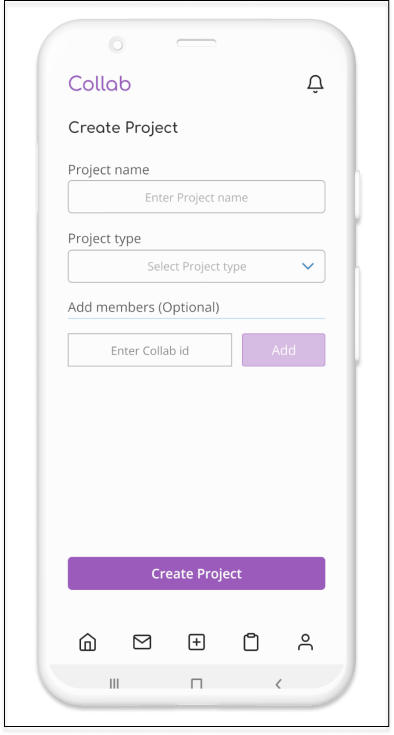 Collab
Create Project
Project name
Enter Project name
Project type
Select Project type
Add members (Optional)
Enter Collab id
Add
Create Project